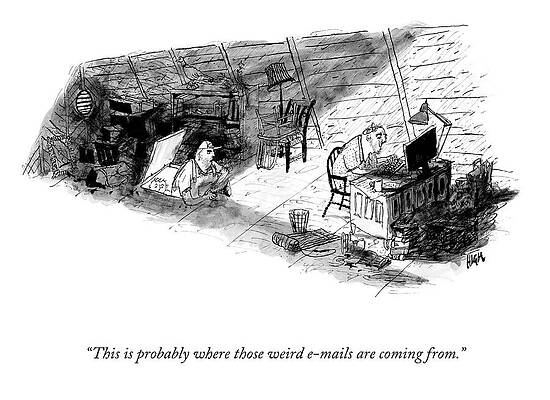 “This is probably where those weird e-mails are coming from.”